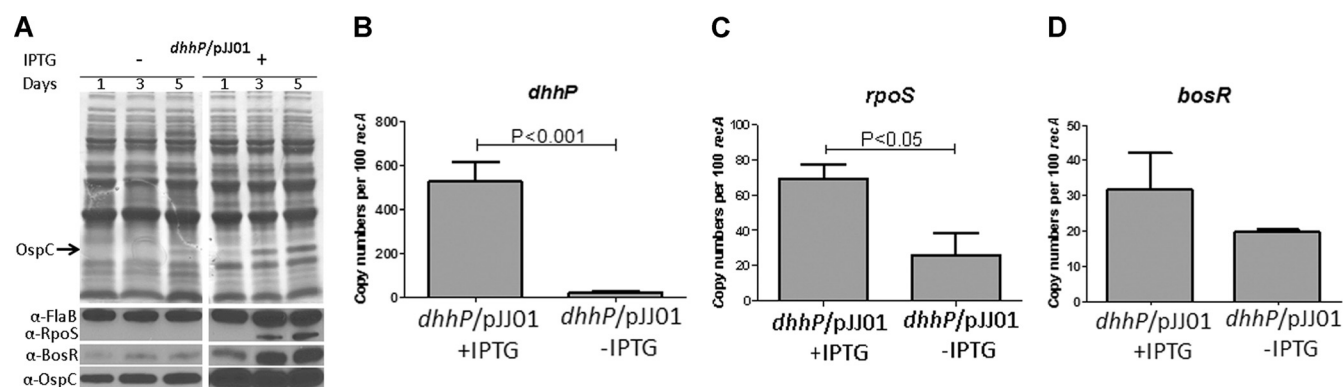 A
dhhP/pJJ01
IPTG - +
Days 1 3 5 1 3 5
OspC
α-FlaB
α-RpoS
α-BosR
α-OspC
B
dhhP
P<0.001
Copy numbers per 100 recA
800
600
400
200
0
dhhP/pJJ01 dhhP/pJJ01
+IPTG -IPTG
C
rpoS
P<0.05
Copy numbers per 100 recA
100
80
60
40
20
0
dhhP/pJJ01 dhhP/pJJ01
+IPTG -IPTG
D
bosR
Copy numbers per 100 recA
50
40
30
20
10
0
dhhP/pJJ01 dhhP/pJJ01
+IPTG -IPTG